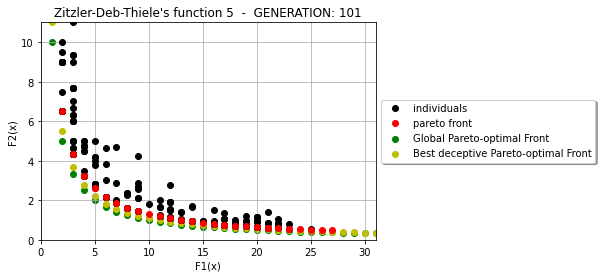 Zitzler-Deb-Thiele's function 5 - GENERATION: 101
F2(x)
10
8
6
4
2
0
0 5 10 15 20 25 30
F1(x)
individuals
pareto front
Global Pareto-optimal Front
Best deceptive Pareto-optimal Front